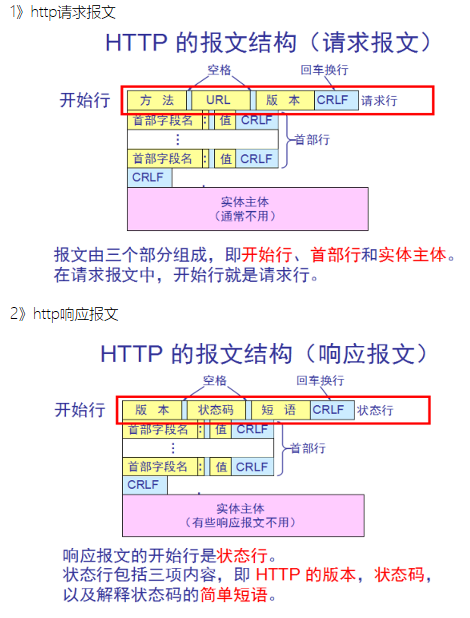 1》http请求报文
HTTP 的报文结构（请求报文）
空格 回车换行
开始行 方 法 URL 版 本 CRLF 请求行
首部字段名 : 值 CRLF
⋮ 首部行
首部字段名 : 值 CRLF
CRLF
实体主体
（通常不用）
报文由三个部分组成，即开始行、首部行和实体主体。
在请求报文中，开始行就是请求行。
2》http响应报文
HTTP 的报文结构（响应报文）
空格 回车换行
开始行 版 本 状态码 短 语 CRLF 状态行
首部字段名 : 值 CRLF
⋮ 首部行
首部字段名 : 值 CRLF
CRLF
实体主体
（有些响应报文不用）
响应报文的开始行是状态行。
状态行包括三项内容，即 HTTP 的版本，状态码，
以及解释状态码的简单短语。